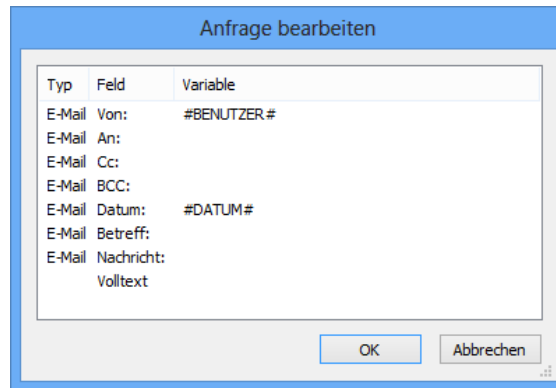 Anfrage bearbeiten
Typ Feld Variable
E-Mail Von: #BENUTZER#
E-Mail An:
E-Mail Cc:
E-Mail BCC:
E-Mail Datum: #DATUM#
E-Mail Betreff:
E-Mail Nachricht:
Volltext
OK Abbrechen